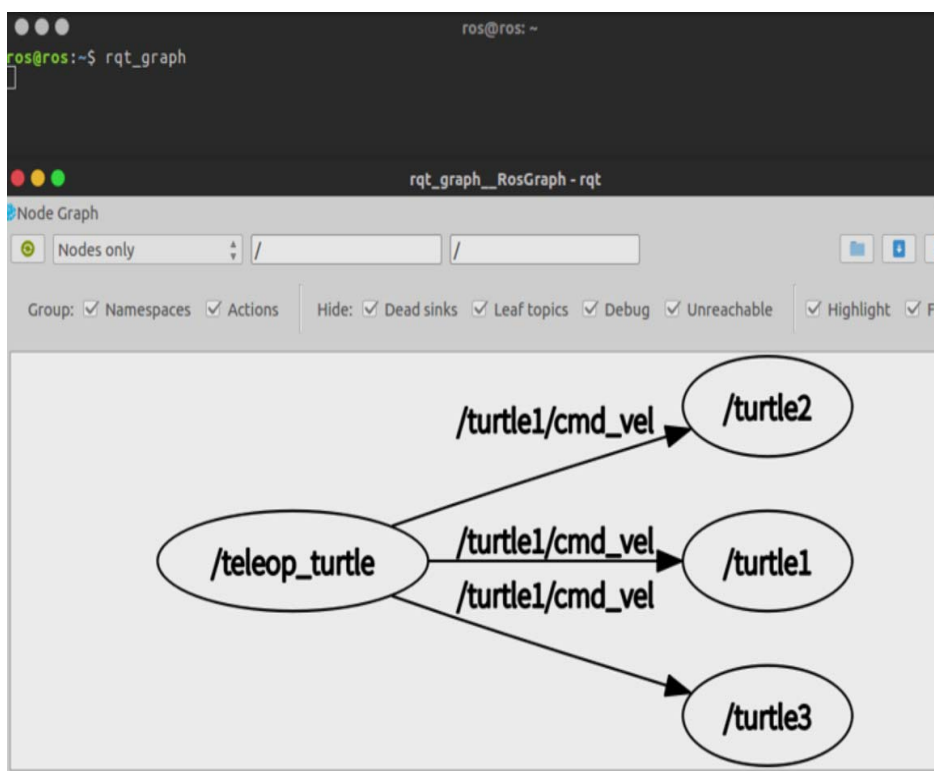 ros@ros: ~
ros@ros:~$ rqt_graph
rqt_graph__RosGraph - rqt
Node Graph
Nodes only / /
Group: Namespaces Actions Hide: Dead sinks Leaf topics Debug Unreachable Highlight F
/turtle1/cmd_vel /turtle2
/teleop_turtle /turtle1/cmd_vel /turtle1
/turtle1/cmd_vel
/turtle3